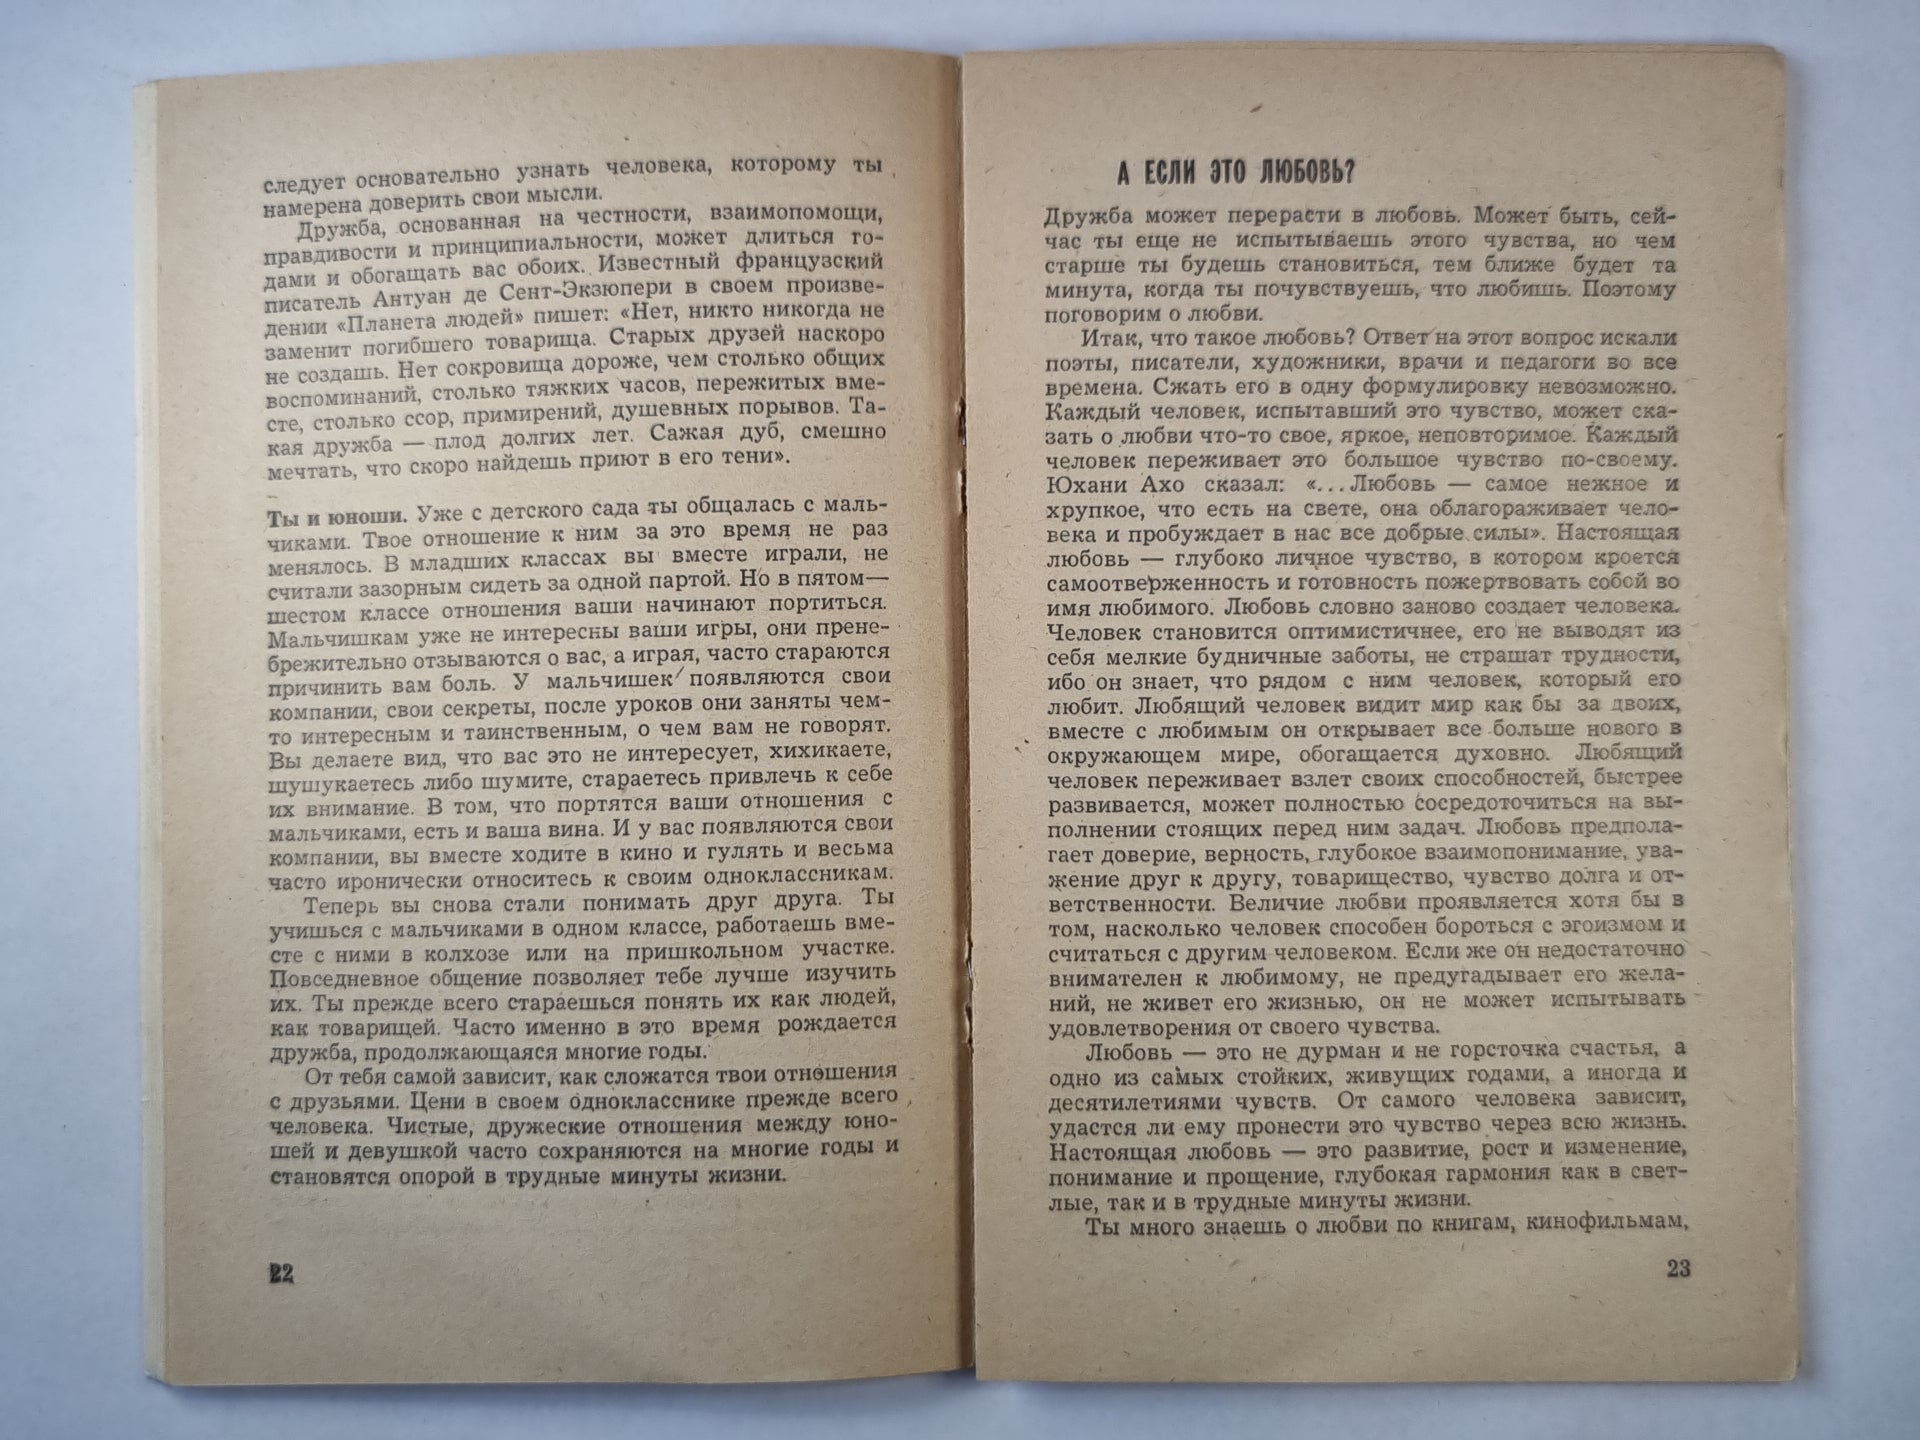 следует основательно узнать человека, которому ты
намерена доверить свои мысли.
Дружба, основанная на честности, взаимопомощи,
правдивости и принципиальности, может длиться го-
дами и обогащать вас обоих. Известный французский
писатель Антуан де Сент-Экзюпери в своем произве-
дении «Планета людей» пишет: «Нет, никто никогда не
заменит погибшего товарища. Старых друзей наскоро
не создашь. Нет сокровища дороже, чем столько общих
воспоминаний, столько тяжких часов, пережитых вме-
сте, столько ссор, примирений, душевных порывов. Та-
кая дружба — плод долгих лет. Сажая дуб, смешно
мечтать, что скоро найдешь приют в его тени».
Ты и юноши. Уже с детского сада ты общалась с маль-
чиками. Твое отношение к ним за это время не раз
менялось. В младших классах вы вместе играли, не
считали зазорным сидеть за одной партой. Но в пятом—
шестом классе отношения ваши начинают портиться.
Мальчишкам уже не интересны ваши игры, они прене-
брежительно отзываются о вас, а играя, часто стараются
причинить вам боль. У мальчишек появляются свои
компании, свои секреты, после уроков они заняты чем-
то интересным и таинственным, о чем вам не говорят.
Вы делаете вид, что вас это не интересует, хихикаете,
шушукаетесь либо шумите, стараетесь привлечь к себе
их внимание. В том, что портятся ваши отношения с
мальчиками, есть и ваша вина. И у вас появляются свои
компании, вы вместе ходите в кино и гулять и весьма
часто иронически относитесь к своим одноклассникам.
Теперь вы снова стали понимать друг друга. Ты
учишься с мальчиками в одном классе, работаешь вме-
сте с ними в колхозе или на пришкольном участке.
Повседневное общение позволяет тебе лучше изучить
их. Ты прежде всего стараешься понять их как людей,
как товарищей. Часто именно в это время рождается
дружба, продолжающаяся многие годы.
От тебя самой зависит, как сложатся твои отношения
с друзьями. Цени в своем однокласснике прежде всего
человека. Чистые, дружеские отношения между юно-
шей и девушкой часто сохраняются на многие годы и
становятся опорой в трудные минуты жизни.
22
А ЕСЛИ ЭТО ЛЮБОВЬ?
Дружба может перерасти в любовь. Может быть, сей-
час ты еще не испытываешь этого чувства, но чем
старше ты будешь становиться, тем ближе будет та
минута, когда ты почувствуешь, что любишь. Поэтому
поговорим о любви.
Итак, что такое любовь? Ответ на этот вопрос искали
поэты, писатели, художники, врачи и педагоги во все
времена. Сжать его в одну формулировку невозможно.
Каждый человек, испытавший это чувство, может ска-
зать о любви что-то свое, яркое, неповторимое. Каждый
человек переживает это большое чувство по-своему.
Юхани Ахо сказал: «...Любовь — самое нежное и
хрупкое, что есть на свете, она облагораживает чело-
века и пробуждает в нас все добрые силы». Настоящая
любовь — глубоко личное чувство, в котором кроется
самоотверженность и готовность пожертвовать собой во
имя любимого. Любовь словно заново создает человека.
Человек становится оптимистичнее, его не выводят из
себя мелкие будничные заботы, не страшат трудности,
ибо он знает, что рядом с ним человек, который его
любит. Любящий человек видит мир как бы за двоих,
вместе с любимым он открывает все больше нового в
окружающем мире, обогащается духовно. Любящий
человек переживает взлет своих способностей, быстрее
развивается, может полностью сосредоточиться на вы-
полнении стоящих перед ним задач. Любовь предпола-
гает доверие, верность, глубокое взаимопонимание, ува-
жение друг к другу, товарищество, чувство долга и от-
ветственности. Величие любви проявляется хотя бы в
том, насколько человек способен бороться с эгоизмом и
считаться с другим человеком. Если же он недостаточно
внимателен к любимому, не предугадывает его жела-
ний, не живет его жизнью, он не может испытывать
удовлетворения от своего чувства.
Любовь — это не дурман и не горсточка счастья, а
одно из самых стойких, живущих годами, а иногда и
десятилетиями чувств. От самого человека зависит,
удастся ли ему пронести это чувство через всю жизнь.
Настоящая любовь — это развитие, рост и изменение,
понимание и прощение, глубокая гармония как в свет-
лые, так и в трудные минуты жизни.
Ты много знаешь о любви по книгам, кинофильмам,
23